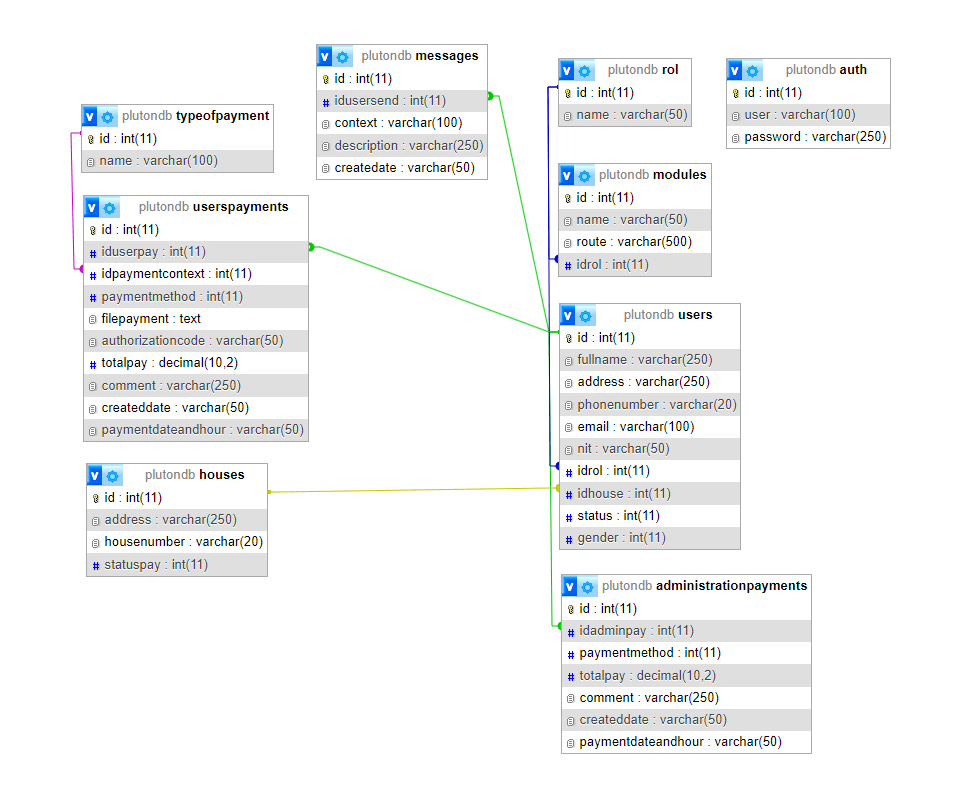 plutondb messages
id : int(11)
idusersend : int(11)
context : varchar(100)
description : varchar(250)
createdate : varchar(50)
plutondb rol
id : int(11)
name : varchar(50)
plutondb auth
id : int(11)
user : varchar(100)
password : varchar(250)
plutondb typeofpayment
id : int(11)
name : varchar(100)
plutondb modules
id : int(11)
name : varchar(50)
route : varchar(500)
idrol : int(11)
plutondb userspayments
id : int(11)
iduserpay : int(11)
idpaymentcontext : int(11)
paymentmethod : int(11)
filepayment : text
authorizationcode : varchar(50)
totalpay : decimal(10,2)
comment : varchar(250)
createddate : varchar(50)
paymentdateandhour : varchar(50)
plutondb users
id : int(11)
fullname : varchar(250)
address : varchar(250)
phonenumber : varchar(20)
email : varchar(100)
nit : varchar(50)
idrol : int(11)
idhouse : int(11)
status : int(11)
gender : int(11)
plutondb houses
id : int(11)
address : varchar(250)
housenumber : varchar(20)
statuspay : int(11)
plutondb administrationpayments
id : int(11)
idadminpay : int(11)
paymentmethod : int(11)
totalpay : decimal(10,2)
comment : varchar(250)
createddate : varchar(50)
paymentdateandhour : varchar(50)